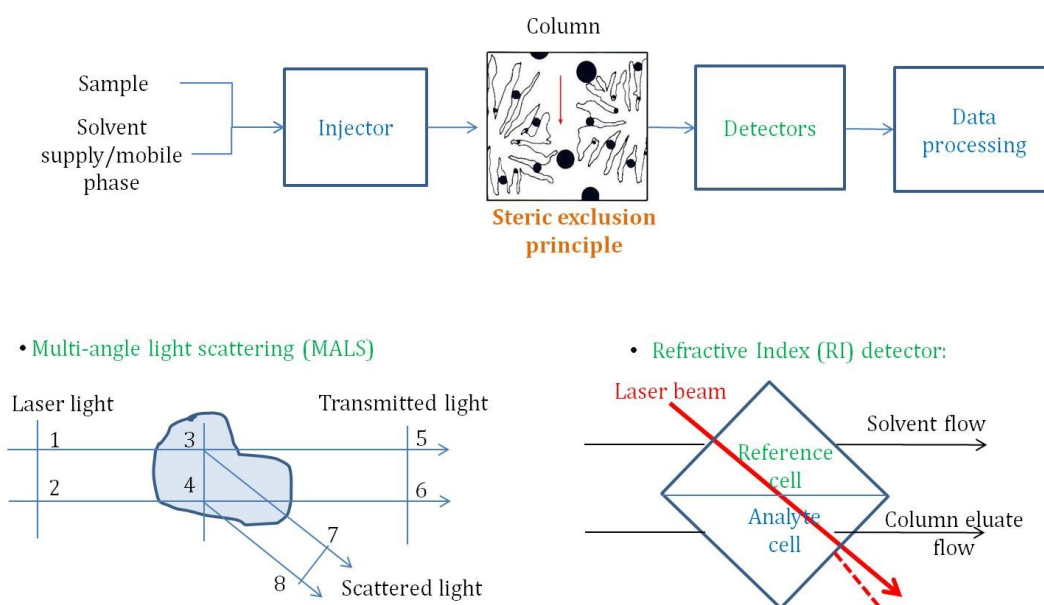 Column
Sample
Solvent
supply/mobile
phase
Injector
Detectors
Data
processing
Steric exclusion
principle
• Multi-angle light scattering (MALS)
Laser light
Transmitted light
1
3
5
2
4
6
7
8
Scattered light
• Refractive Index (RI) detector:
Laser beam
Solvent flow
Reference
cell
Analyte
cell
Column eluate
flow